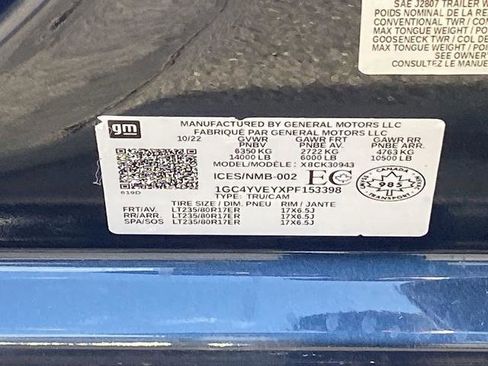 SAE J2807 TRAILER W
POIDS NOMINAL DE LA REC
CONVENTIONAL TWR / CON
MAX TONGUE WEIGHT / POI
GOOSENECK TWR / COL DE
MAX TONGUE WEIGHT / POI
SEE OWNER'
CONSULTEZ LE MANUE
gm
MANUFACTURED BY GENERAL MOTORS LLC
FABRIQUÉ PAR GENERAL MOTORS LLC
10/22 GVWR GAWR FRT GAWR RR
PNBV PNBE AV. PNBE ARR.
6350 KG 2722 KG 4763 KG
14000 LB 6000 LB 10500 LB
MODEL/MODÈLE: X8CK30943
ICES/NMB-002
1GC4YVEYXPF153398
TYPE: TRU/CAM
TIRE SIZE / DIM. PNEU RIM / JANTE
FRT/AV. LT235/80R17ER 17X6.5J
RR/ARR. LT235/80R17ER 17X6.5J
SPA/SOS LT235/80R17ER 17X6.5J
CANADA
985
TRANSPORT